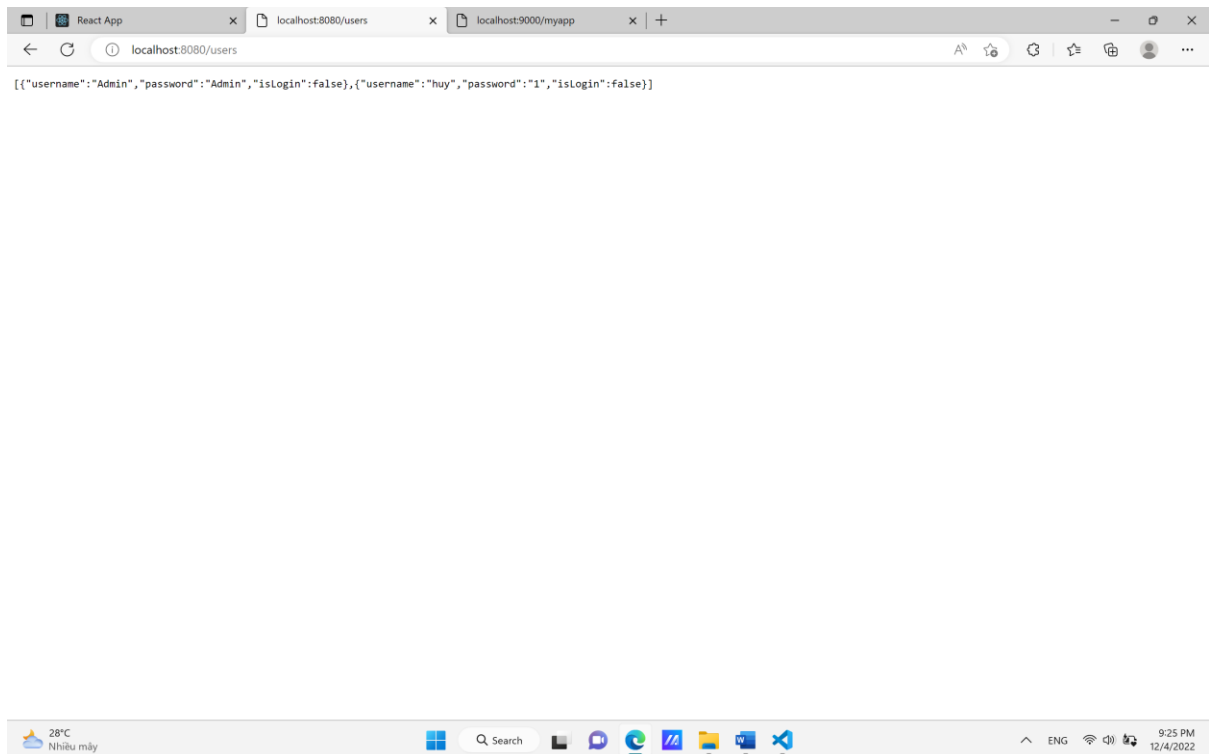 React App
localhost:8080/users
localhost:9000/myapp
localhost:8080/users
[{"username":"Admin","password":"Admin","isLogin":false},{"username":"huy","password":"1","isLogin":false}]
28°C
Nhiều mây
Search
ENG
9:25 PM
12/4/2022